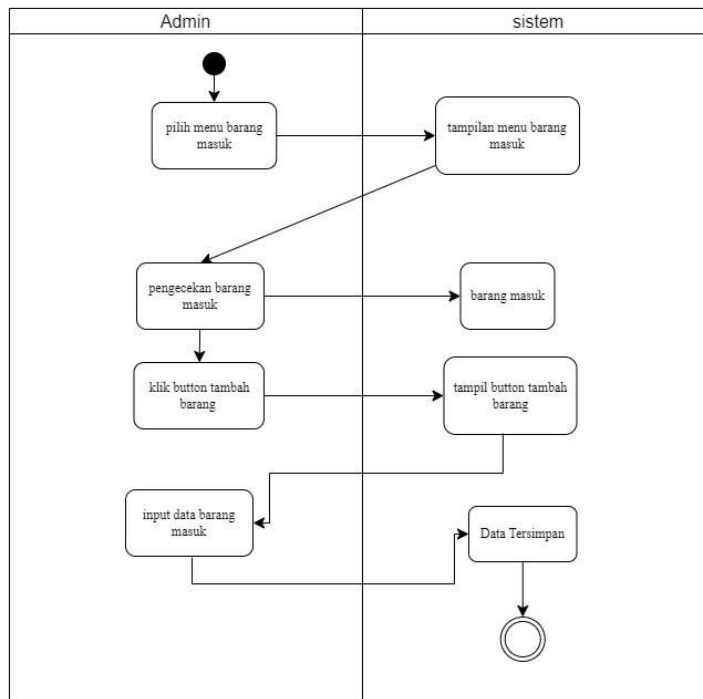 Admin
sistem
pilih menu barang
masuk
tampilan menu barang
masuk
pengecekan barang
masuk
barang masuk
klik button tambah
barang
tampil button tambah
barang
input data barang
masuk
Data Tersimpan